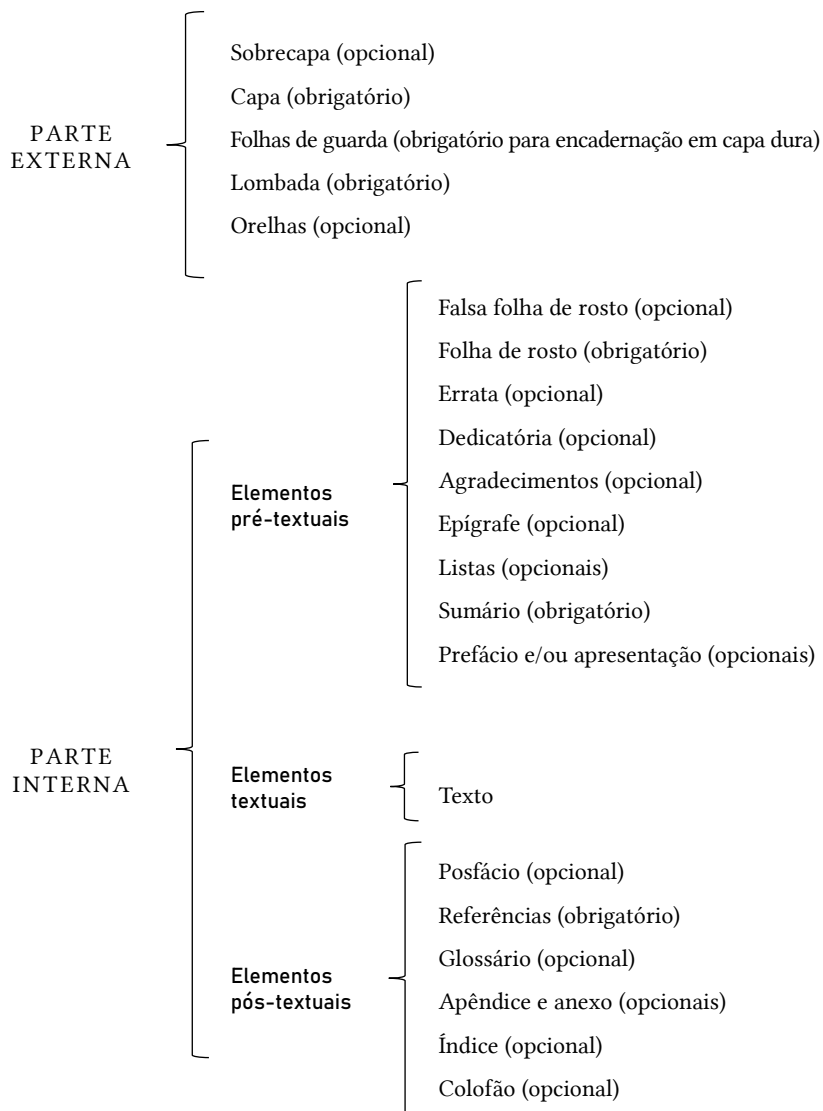 PARTE
EXTERNA
Sobrecapa (opcional)
Capa (obrigatório)
Folhas de guarda (obrigatório para encadernação em capa dura)
Lombada (obrigatório)
Orelhas (opcional)
PARTE
INTERNA
Elementos
pré-textuais
Falsa folha de rosto (opcional)
Folha de rosto (obrigatório)
Errata (opcional)
Dedicatória (opcional)
Agradecimentos (opcional)
Epígrafe (opcional)
Listas (opcionais)
Sumário (obrigatório)
Prefácio e/ou apresentação (opcionais)
Elementos
textuais
Texto
Elementos
pós-textuais
Posfácio (opcional)
Referências (obrigatório)
Glossário (opcional)
Apêndice e anexo (opcionais)
Índice (opcional)
Colofão (opcional)